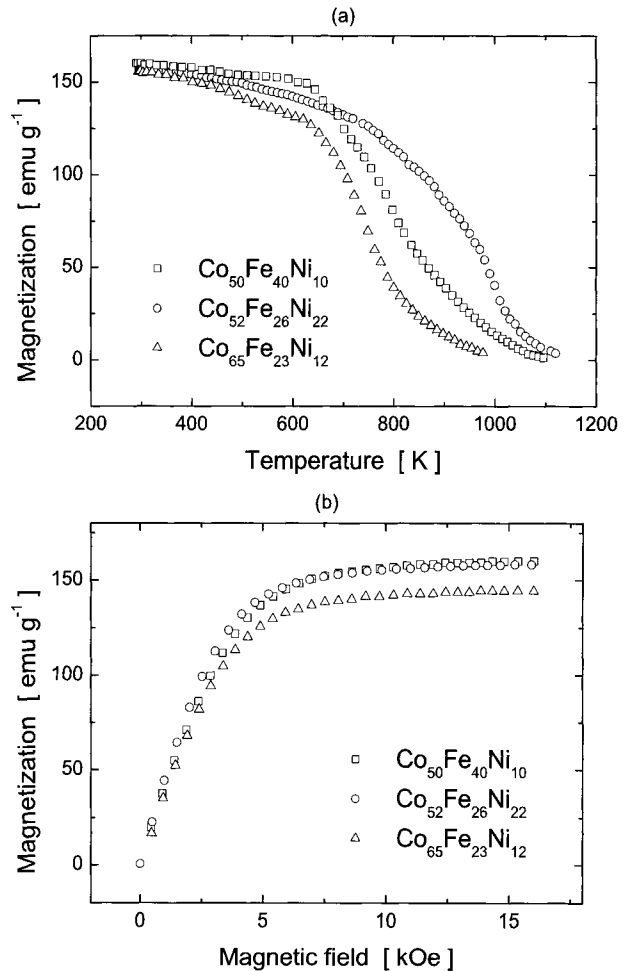 (a)
Magnetization [ emu g⁻¹ ]
150
100
50
0
□ Co₅₀Fe₄₀Ni₁₀
○ Co₅₂Fe₂₆Ni₂₂
△ Co₆₅Fe₂₃Ni₁₂
200 400 600 800 1000 1200
Temperature [ K ]
(b)
Magnetization [ emu g⁻¹ ]
150
100
50
0
□ Co₅₀Fe₄₀Ni₁₀
○ Co₅₂Fe₂₆Ni₂₂
△ Co₆₅Fe₂₃Ni₁₂
0 5 10 15
Magnetic field [ kOe ]